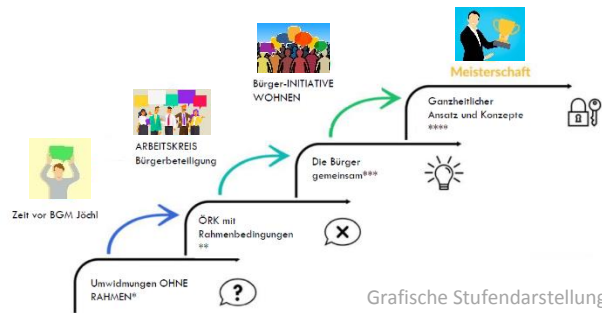 Bürger-INITIATIVE
WOHNEN
Meisterschaft
Ganzheitlicher
Ansatz und Konzepte
****
ARBEITSKREIS
Bürgerbeteiligung
Die Bürger
gemeinsam***
Zeit vor BGM Jöchl
ÖRK mit
Rahmenbedingungen
**
Umwidmungen OHNE
RAHMEN*
?
Grafische Stufendarstellung